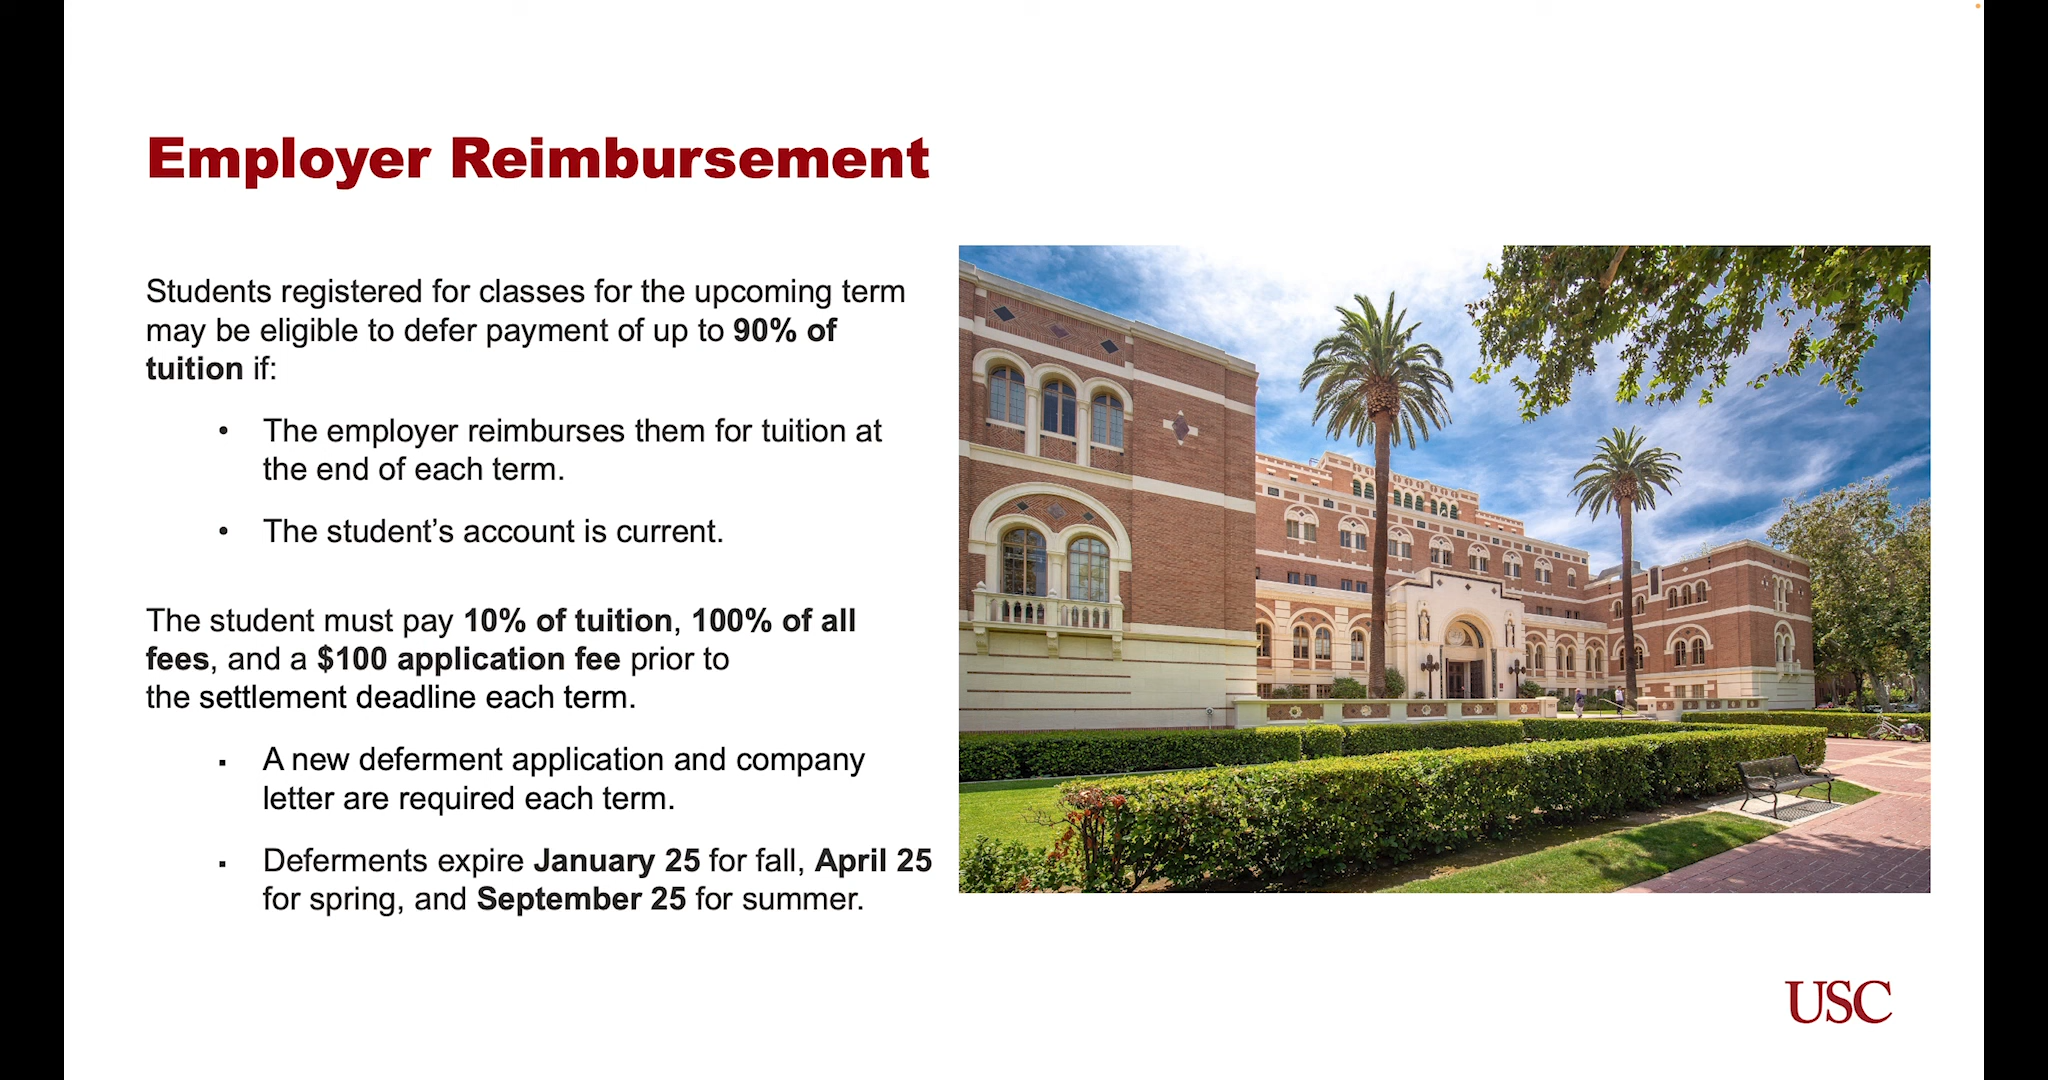 Employer Reimbursement
Students registered for classes for the upcoming term
may be eligible to defer payment of up to 90% of
tuition if:
• The employer reimburses them for tuition at
the end of each term.
• The student’s account is current.
The student must pay 10% of tuition, 100% of all
fees, and a $100 application fee prior to
the settlement deadline each term.
▪ A new deferment application and company
letter are required each term.
▪ Deferments expire January 25 for fall, April 25
for spring, and September 25 for summer.
USC